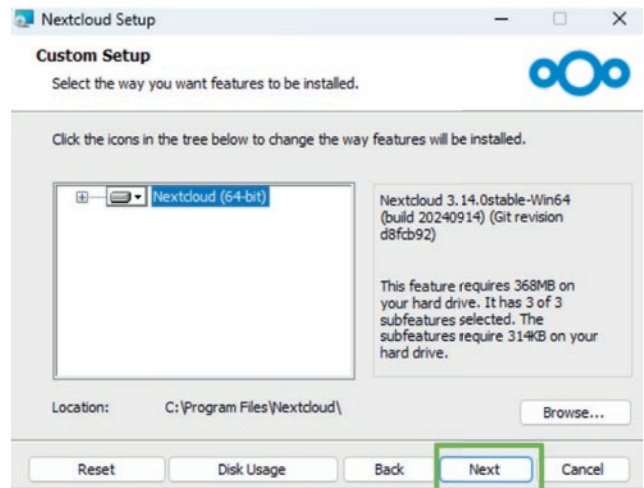 Nextcloud Setup
Custom Setup
Select the way you want features to be installed.
Click the icons in the tree below to change the way features will be installed.
Nextcloud (64-bit)
Nextcloud 3.14.0stable-Win64
(build 20240914) (Git revision
d8fcb92)
This feature requires 368MB on
your hard drive. It has 3 of 3
subfeatures selected. The
subfeatures require 314KB on your
hard drive.
Location: C:\Program Files\Nextcloud\
Browse...
Reset Disk Usage Back Next Cancel